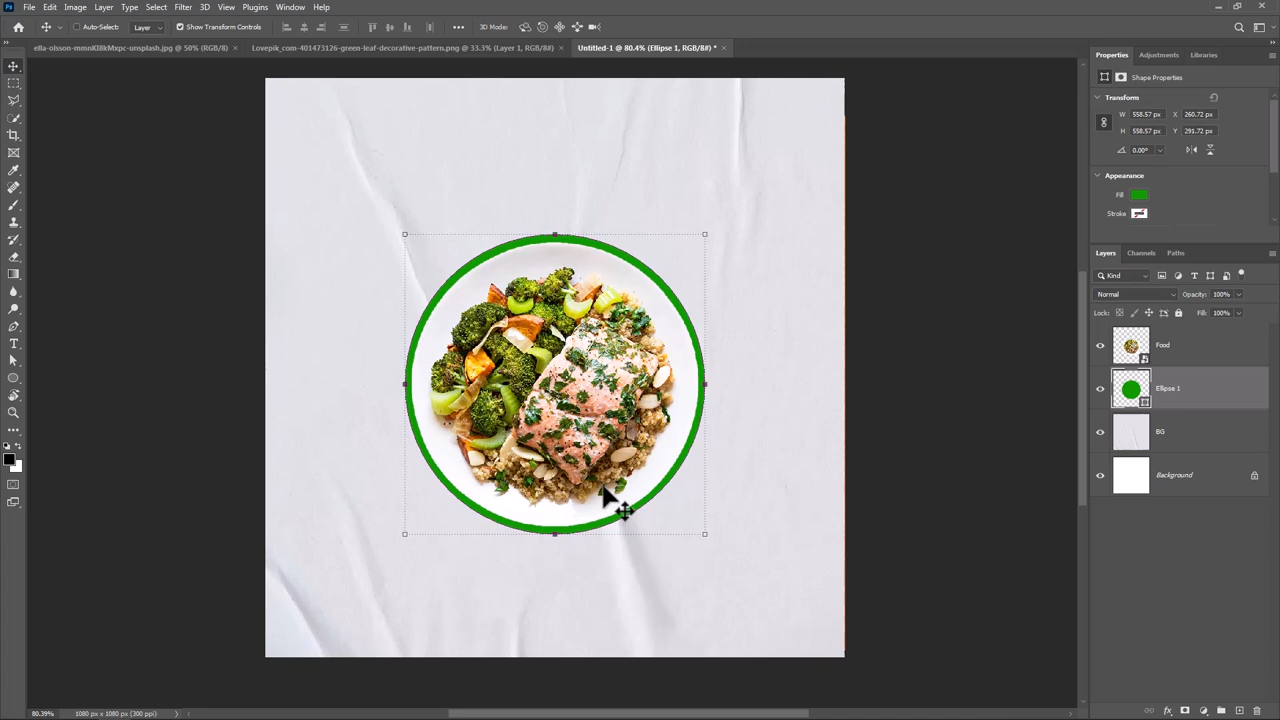 Ps File Edit Image Layer Type Select Filter 3D View Plugins Window Help
Auto-Select: Layer Show Transform Controls 3D Mode:
ella-olsson-mmnKI8kMxpc-unsplash.jpg @ 50% (RGB/8) × Lovepik_com-401473126-green-leaf-decorative-pattern.png @ 33.3% (Layer 1, RGB/8#) × Untitled-1 @ 80.4% (Ellipse 1, RGB/8#) * ×
Properties Adjustments Libraries
Shape Properties
Transform
W 558.57 px X 260.72 px
H 558.57 px Y 291.72 px
0.00°
Appearance
Fill
Stroke
Layers Channels Paths
Kind
Normal Opacity: 100%
Lock: Fill: 100%
Food
Ellipse 1
BG
Background
80.39% 1080 px x 1080 px (300 ppi)